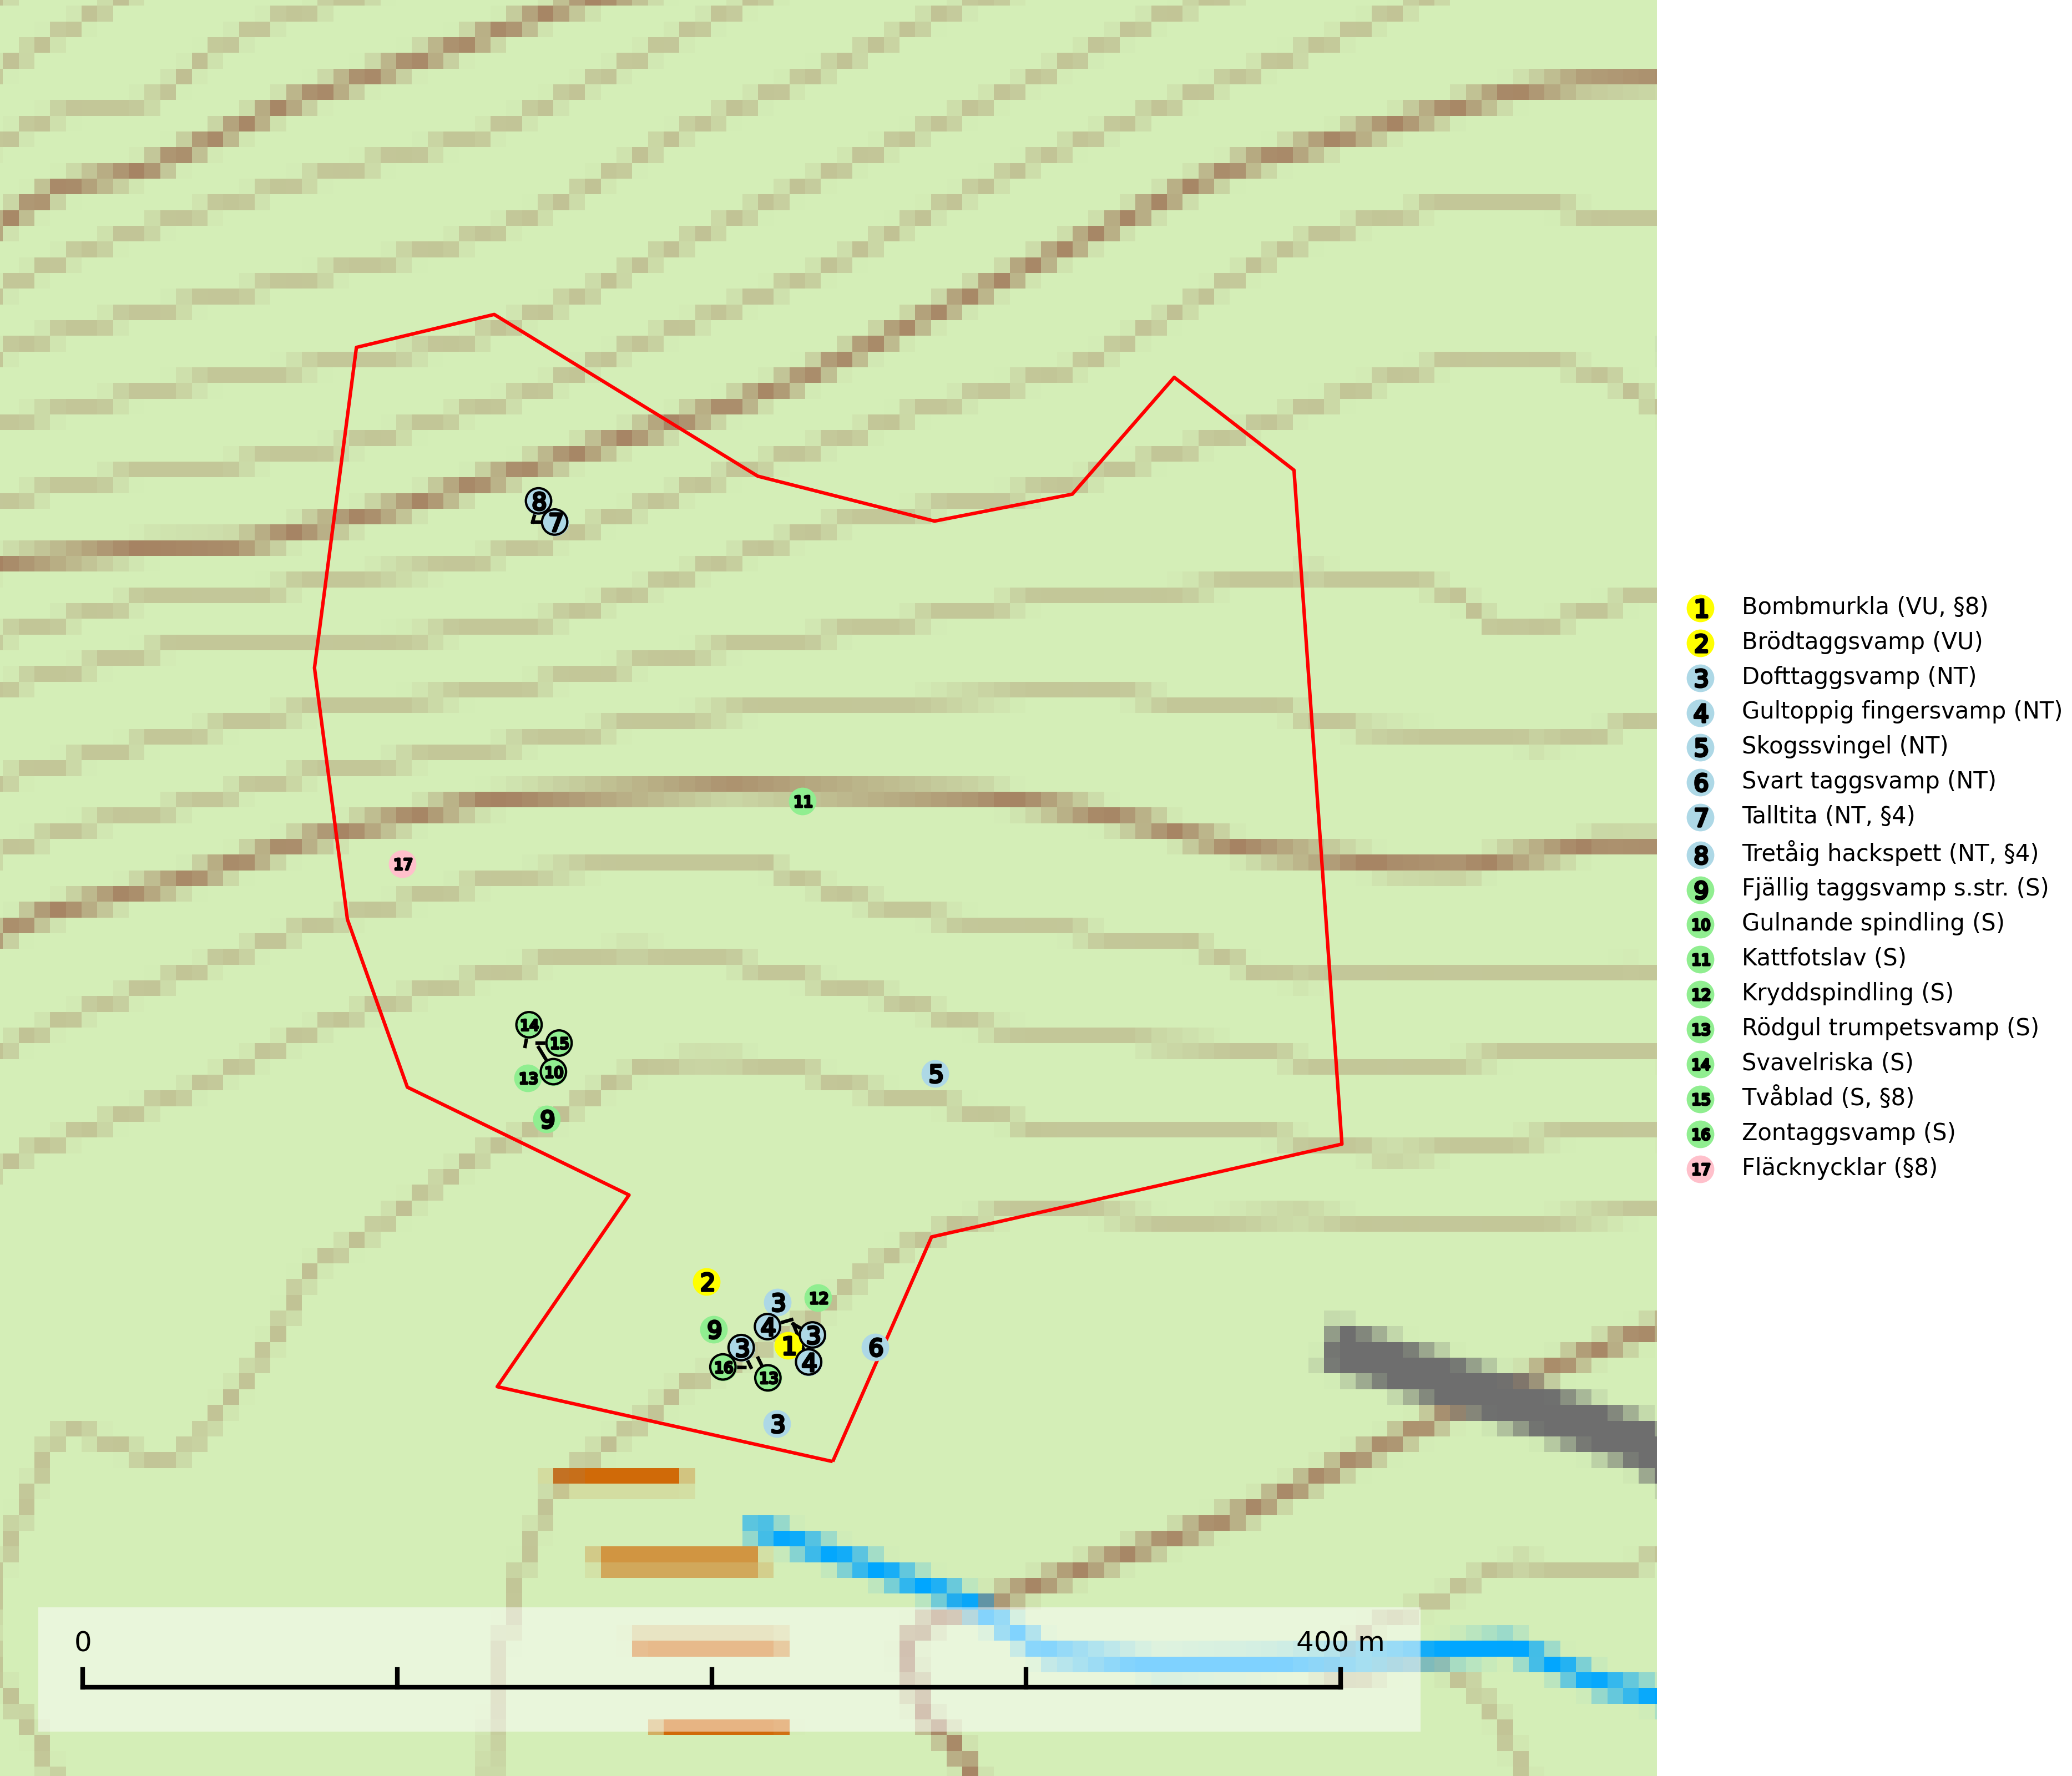 8
7
11
17
14
15
13
10
5
9
2
3
12
4
9
3
3
1
6
4
16
13
3
0
400 m
1 Bombmurkla (VU, §8)
2 Brödtaggsvamp (VU)
3 Dofttaggsvamp (NT)
4 Gultoppig fingersvamp (NT)
5 Skogssvingel (NT)
6 Svart taggsvamp (NT)
7 Talltita (NT, §4)
8 Tretåig hackspett (NT, §4)
9 Fjällig taggsvamp s.str. (S)
10 Gulnande spindling (S)
11 Kattfotslav (S)
12 Kryddspindling (S)
13 Rödgul trumpetsvamp (S)
14 Svavelriska (S)
15 Tvåblad (S, §8)
16 Zontaggsvamp (S)
17 Fläcknycklar (§8)